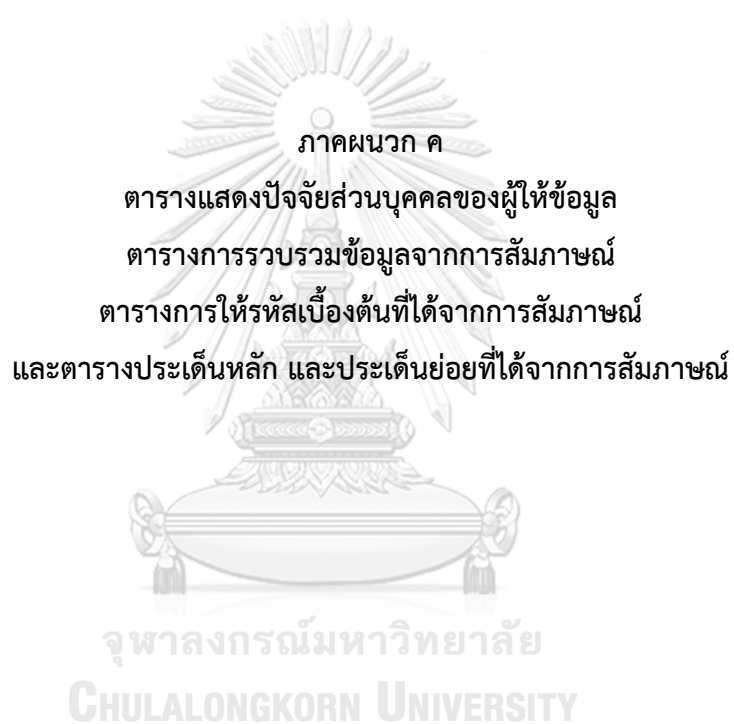 ภาคผนวก ค
ตารางแสดงปัจจัยส่วนบุคคลของผู้ให้ข้อมูล
ตารางการรวบรวมข้อมูลจากการสัมภาษณ์
ตารางการให้รหัสเบื้องต้นที่ได้จากการสัมภาษณ์
และตารางประเด็นหลัก และประเด็นย่อยที่ได้จากการสัมภาษณ์
จุฬาลงกรณ์มหาวิทยาลัย
CHULALONGKORN UNIVERSITY